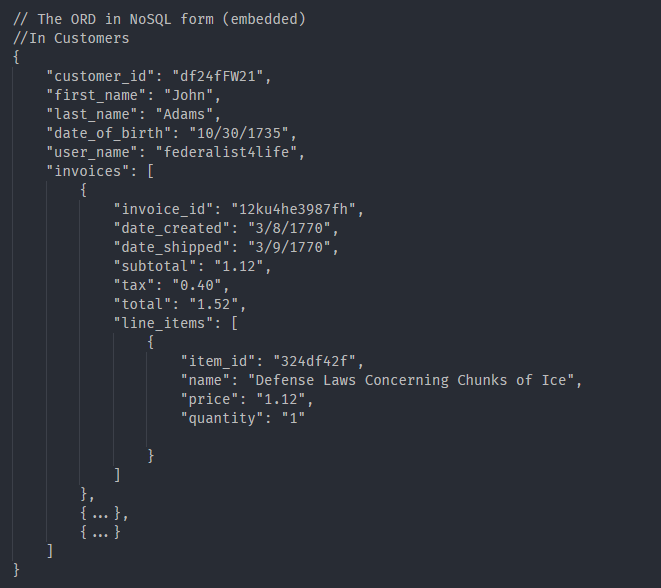 // The ORD in NoSQL form (embedded)
//In Customers
{
    "customer_id": "df24fFW21",
    "first_name": "John",
    "last_name": "Adams",
    "date_of_birth": "10/30/1735",
    "user_name": "federalist4life",
    "invoices": [
        {
            "invoice_id": "12ku4he3987fh",
            "date_created": "3/8/1770",
            "date_shipped": "3/9/1770",
            "subtotal": "1.12",
            "tax": "0.40",
            "total": "1.52",
            "line_items": [
                {
                    "item_id": "324df42f",
                    "name": "Defense Laws Concerning Chunks of Ice",
                    "price": "1.12",
                    "quantity": "1"
                }
            ]
        },
        {...},
        {...}
    ]
}